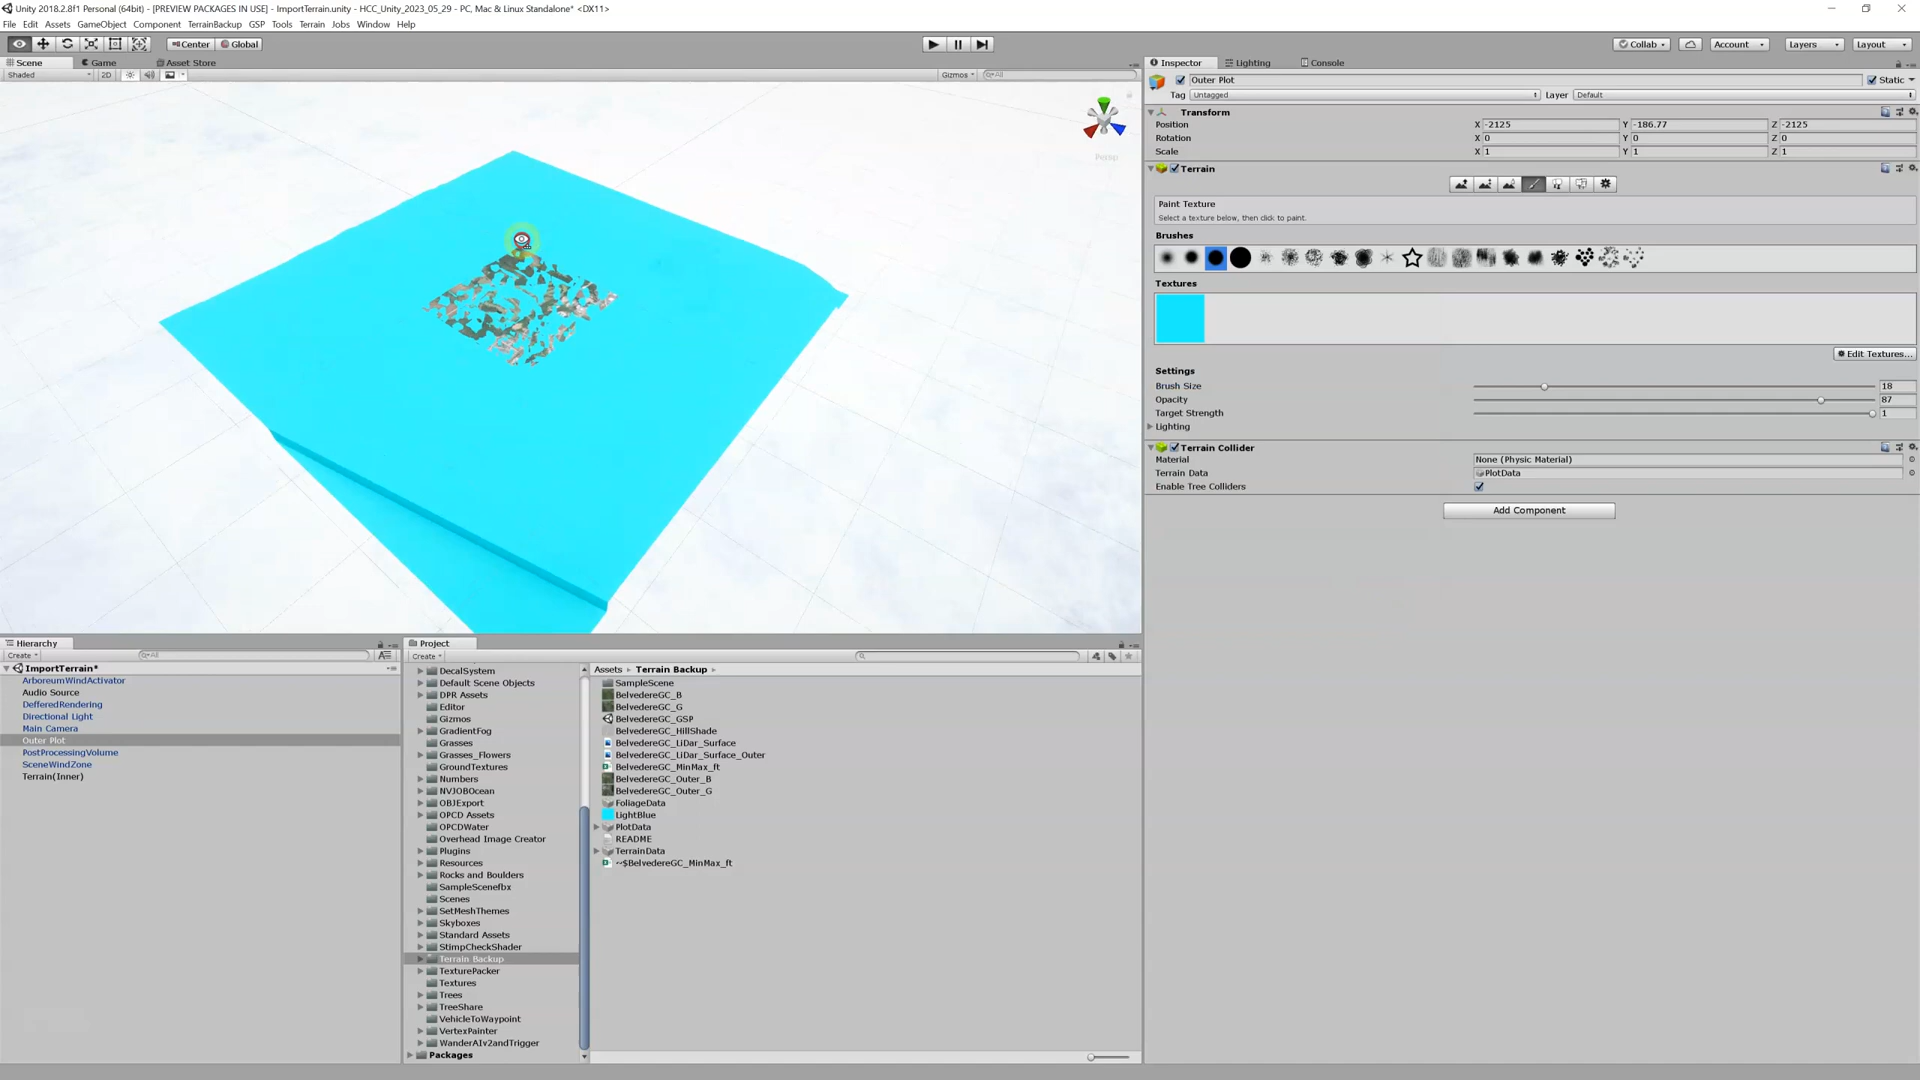 Unity 2018.2.8f1 Personal (64bit) - [PREVIEW PACKAGES IN USE] - ImportTerrain.unity - HCC_Unity_2023_05_29 - PC, Mac & Linux Standalone* <DX11>
File Edit Assets GameObject Component TerrainBackup GSP Tools Terrain Jobs Window Help
Center Global Collab Account Layers Layout
Scene Game Asset Store
Shaded 2D Gizmos All
Persp
Inspector Lighting Console
Outer Plot Static
Tag Untagged Layer Default
Transform
Position X -2125 Y -186.77 Z -2125
Rotation X 0 Y 0 Z 0
Scale X 1 Y 1 Z 1
Terrain
Paint Texture
Select a texture below, then click to paint.
Brushes
Textures
Edit Textures...
Settings
Brush Size 18
Opacity 87
Target Strength 1
Lighting
Terrain Collider
Material None (Physic Material)
Terrain Data PlotData
Enable Tree Colliders
Add Component
Hierarchy
Create All
ImportTerrain*
ArboreumWindActivator
Audio Source
DefferedRendering
Directional Light
Main Camera
Outer Plot
PostProcessingVolume
SceneWindZone
Terrain(Inner)
Project
Create
DecalSystem
Default Scene Objects
DPR Assets
Editor
Gizmos
GradientFog
Grasses
Grasses_Flowers
GroundTextures
Numbers
NVJOBOcean
OBJExport
OPCD Assets
OPCDWater
Overhead Image Creator
Plugins
Resources
Rocks and Boulders
SampleScenefbx
Scenes
SetMeshThemes
Skyboxes
Standard Assets
StimpCheckShader
Terrain Backup
TexturePacker
Textures
Trees
TreeShare
VehicleToWaypoint
VertexPainter
WanderAIv2andTrigger
Packages
Assets Terrain Backup
SampleScene
BelvedereGC_B
BelvedereGC_G
BelvedereGC_GSP
BelvedereGC_HillShade
BelvedereGC_LiDar_Surface
BelvedereGC_LiDar_Surface_Outer
BelvedereGC_MinMax_ft
BelvedereGC_Outer_B
BelvedereGC_Outer_G
FoliageData
LightBlue
PlotData
README
TerrainData
~$BelvedereGC_MinMax_ft